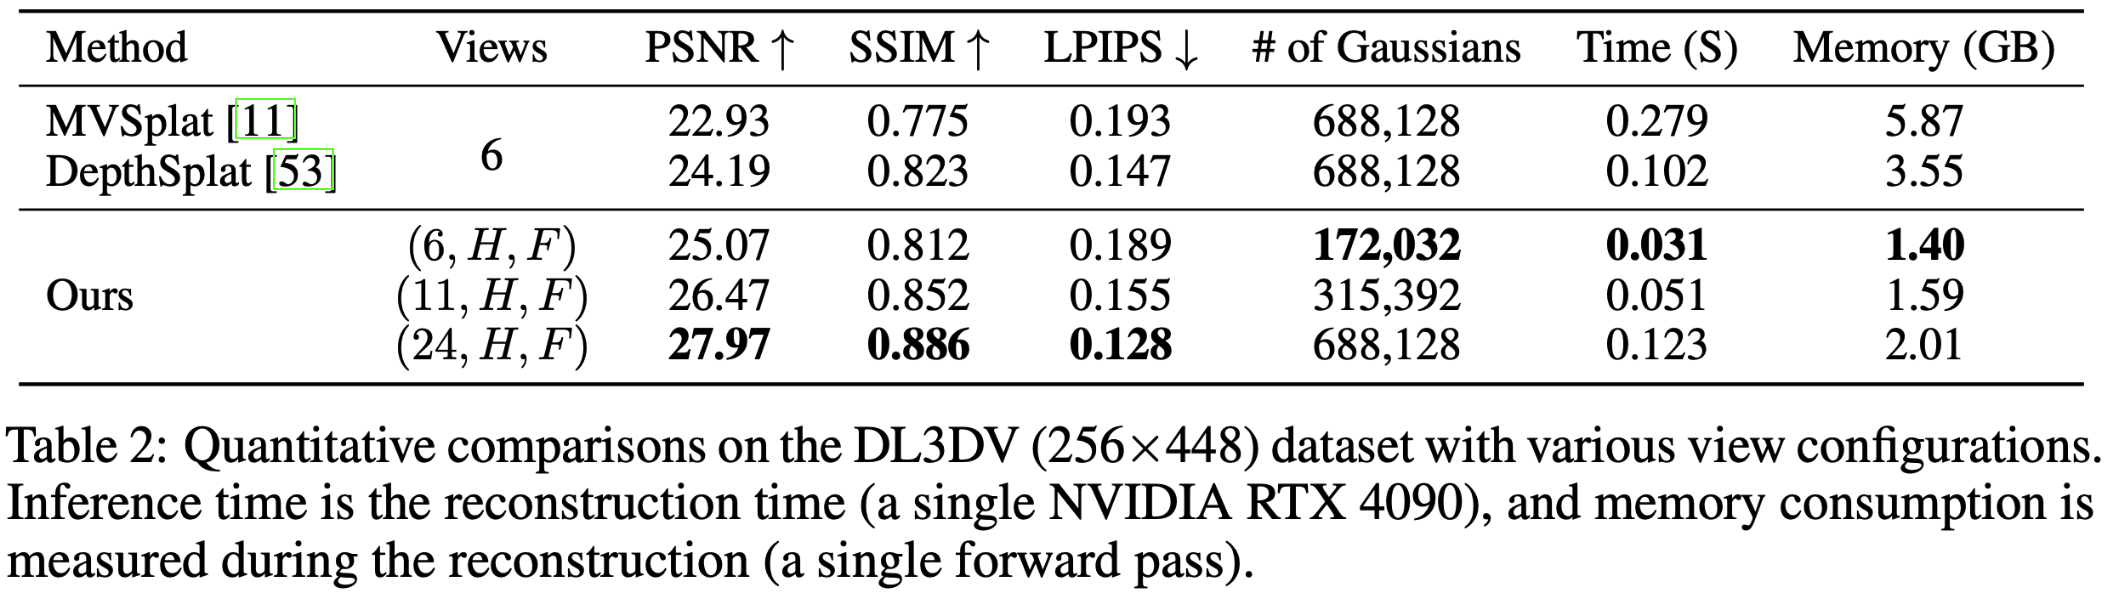 Method Views PSNR ↑ SSIM ↑ LPIPS ↓ # of Gaussians Time (S) Memory (GB)
MVSplat [11] 6 22.93 0.775 0.193 688,128 0.279 5.87
DepthSplat [53] 24.19 0.823 0.147 688,128 0.102 3.55
Ours (6, H, F) 25.07 0.812 0.189 172,032 0.031 1.40
(11, H, F) 26.47 0.852 0.155 315,392 0.051 1.59
(24, H, F) 27.97 0.886 0.128 688,128 0.123 2.01
Table 2: Quantitative comparisons on the DL3DV (256×448) dataset with various view configurations.
Inference time is the reconstruction time (a single NVIDIA RTX 4090), and memory consumption is
measured during the reconstruction (a single forward pass).